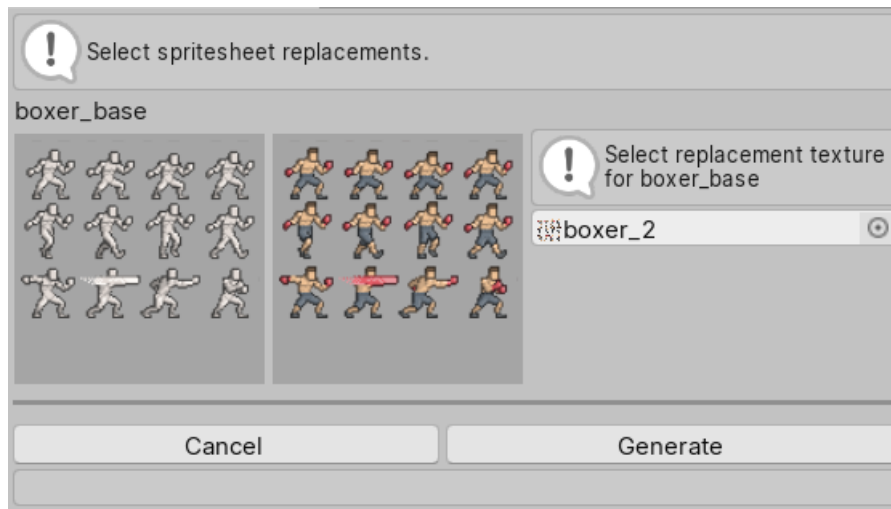 Select spritesheet replacements.
boxer_base
Select replacement texture
for boxer_base
boxer_2
Cancel
Generate